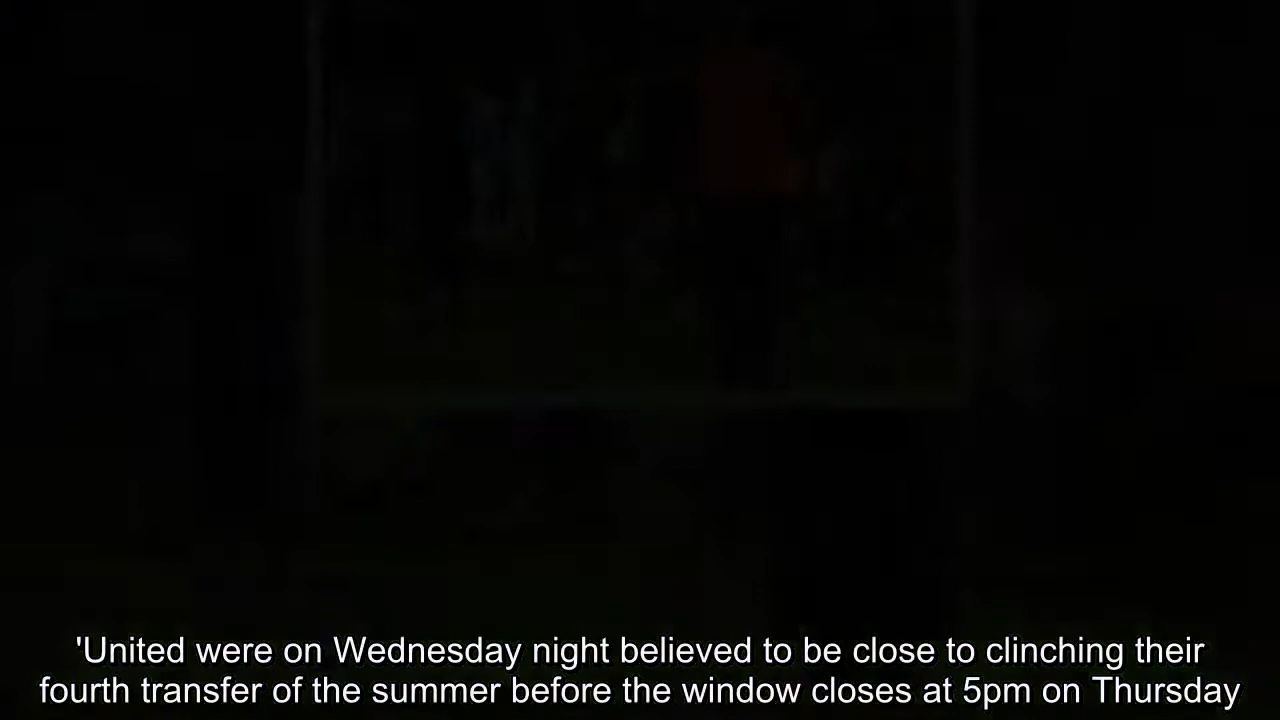 'United were on Wednesday night believed to be close to clinching their
fourth transfer of the summer before the window closes at 5pm on Thursday